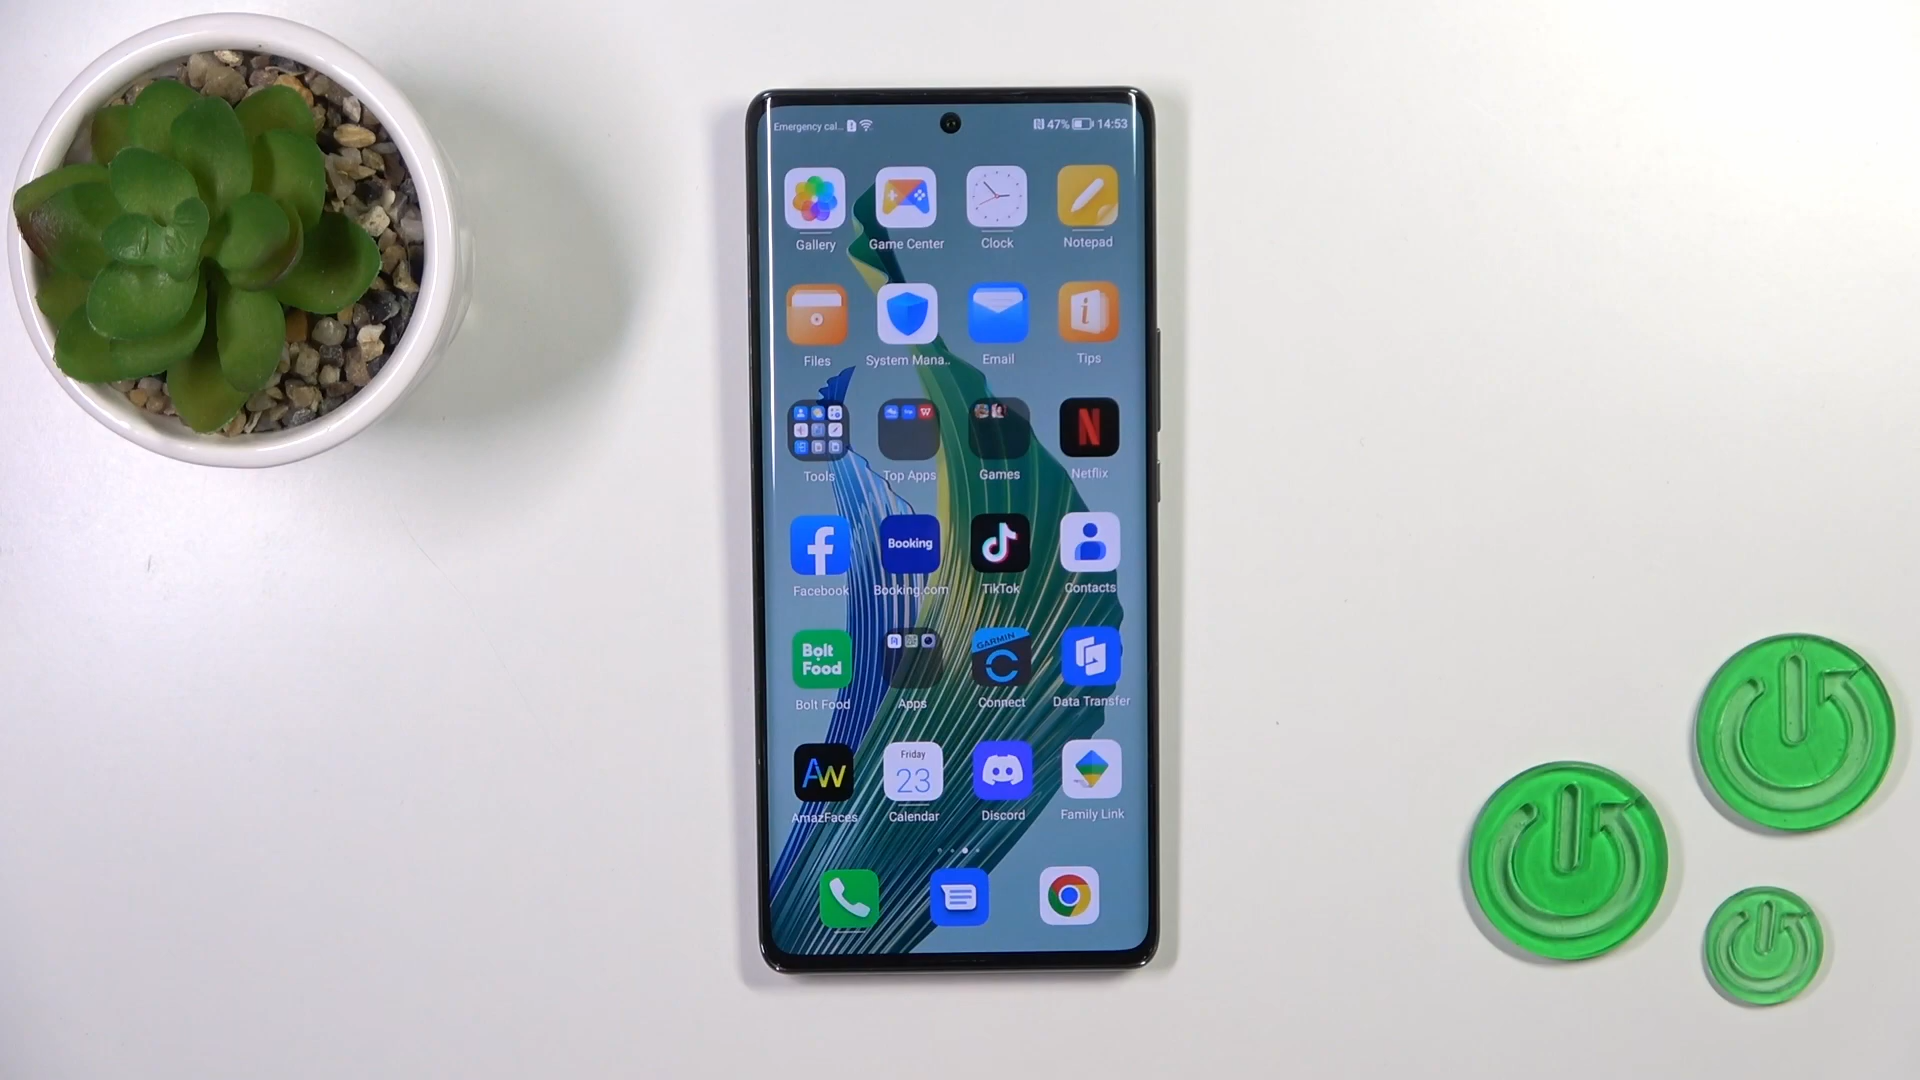 Emergency cal... 47% 14:53
Gallery Game Center Clock Notepad
Files System Mana.. Email Tips
Tools Top Apps Games Netflix
Booking
Facebook Booking.com TikTok Contacts
Bolt Food GARMIN
Bolt Food Apps Connect Data Transfer
AW Friday 23
AmazFaces Calendar Discord Family Link